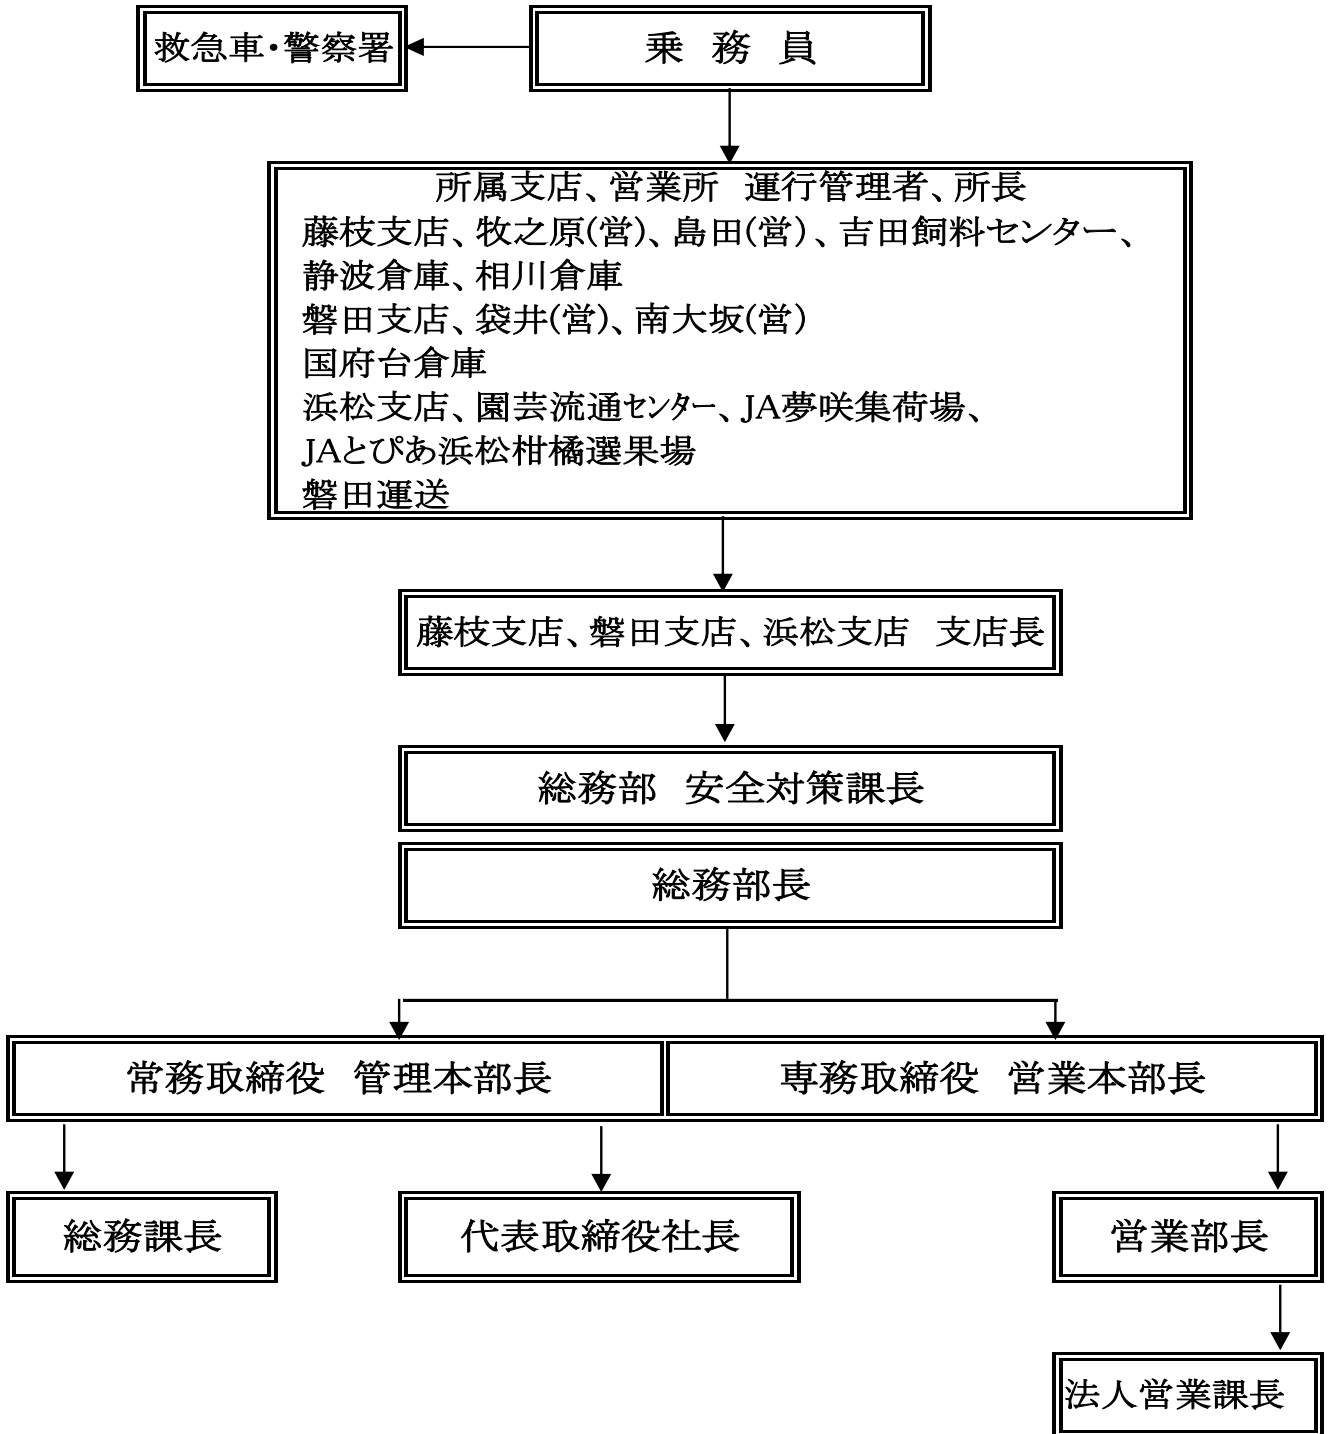 救急車・警察署
乗　務　員
所属支店、営業所　運行管理者、所長
藤枝支店、牧之原(営)、島田(営)、吉田飼料センター、
静波倉庫、相川倉庫
磐田支店、袋井(営)、南大坂(営)
国府台倉庫
浜松支店、園芸流通センター、JA夢咲集荷場、
JAとぴあ浜松柑橘選果場
磐田運送
藤枝支店、磐田支店、浜松支店　支店長
総務部　安全対策課長
総務部長
常務取締役　管理本部長
専務取締役　営業本部長
総務課長
代表取締役社長
営業部長
法人営業課長